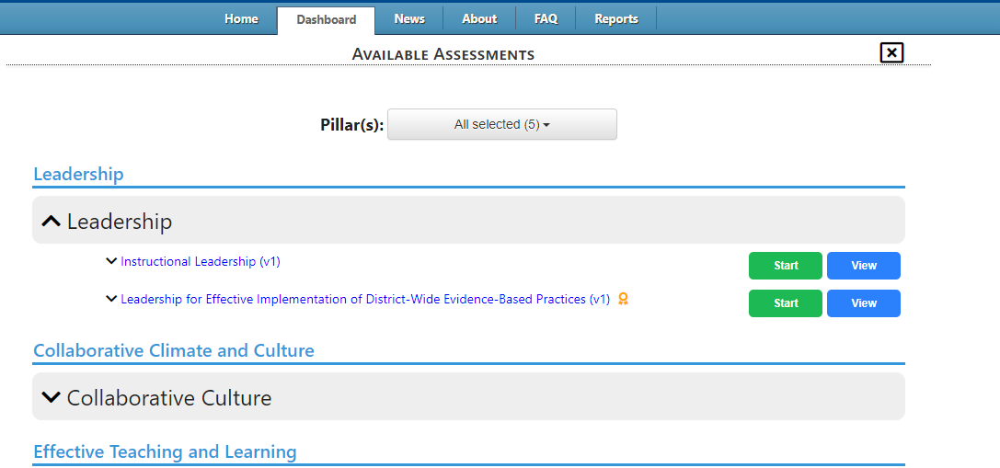 Home Dashboard News About FAQ Reports
Available Assessments
Pillar(s): All selected (5)
Leadership
Leadership
Instructional Leadership (v1) Start View
Leadership for Effective Implementation of District-Wide Evidence-Based Practices (v1) Start View
Collaborative Climate and Culture
Collaborative Culture
Effective Teaching and Learning